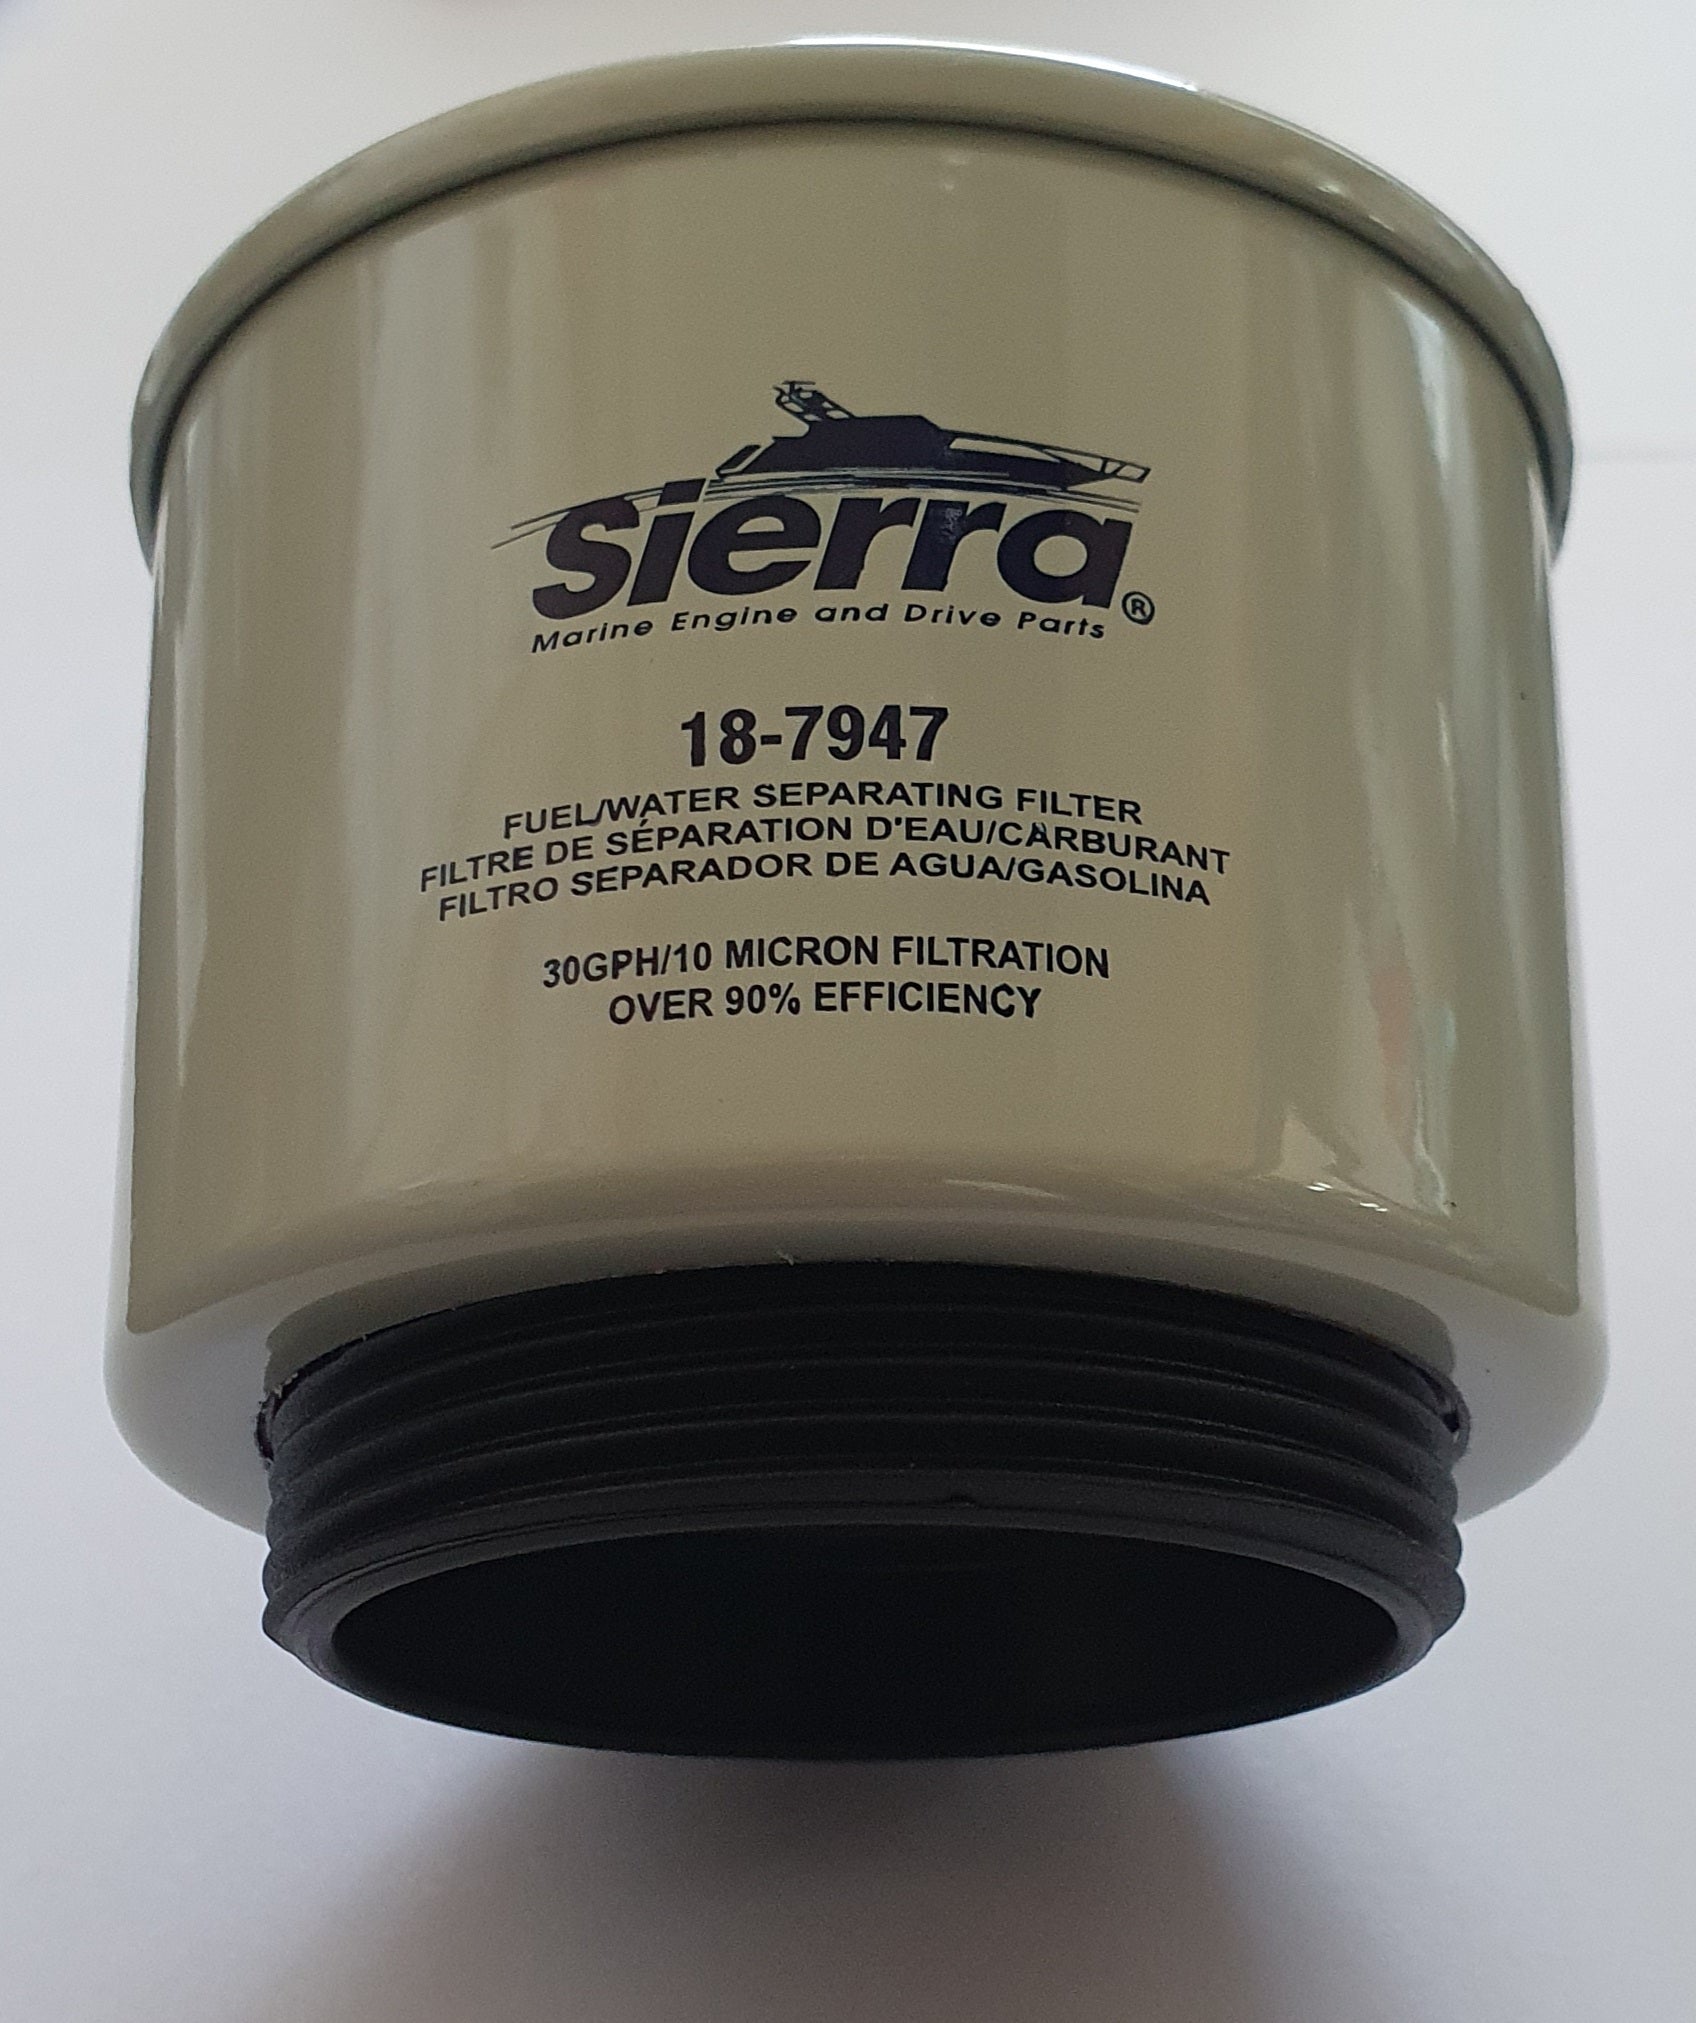 sierra®
Marine Engine and Drive Parts
18-7947
FUEL/WATER SEPARATING FILTER
FILTRE DE SÉPARATION D'EAU/CARBURANT
FILTRO SEPARADOR DE AGUA/GASOLINA
30GPH/10 MICRON FILTRATION
OVER 90% EFFICIENCY